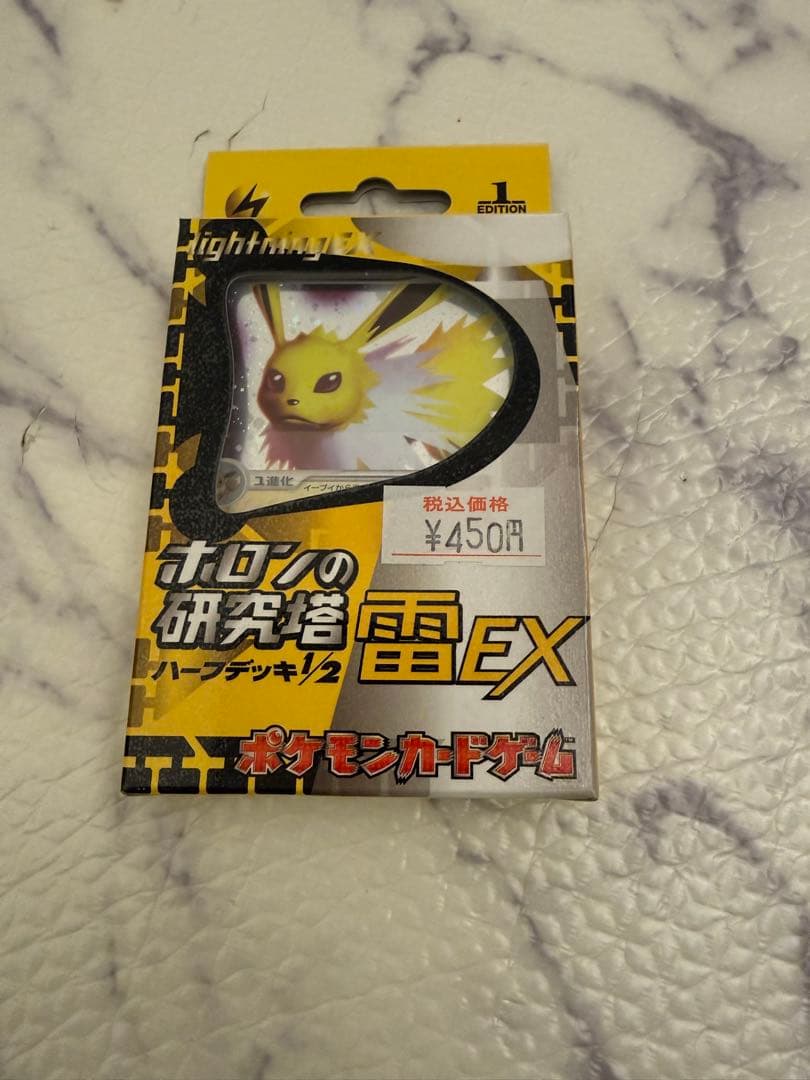 1
EDITION
lightning EX
1進化
イーブイから進
税込価格
¥450円
ホロンの
研究塔
ハーフデッキ1/2
雷EX
ポケモンカードゲーム